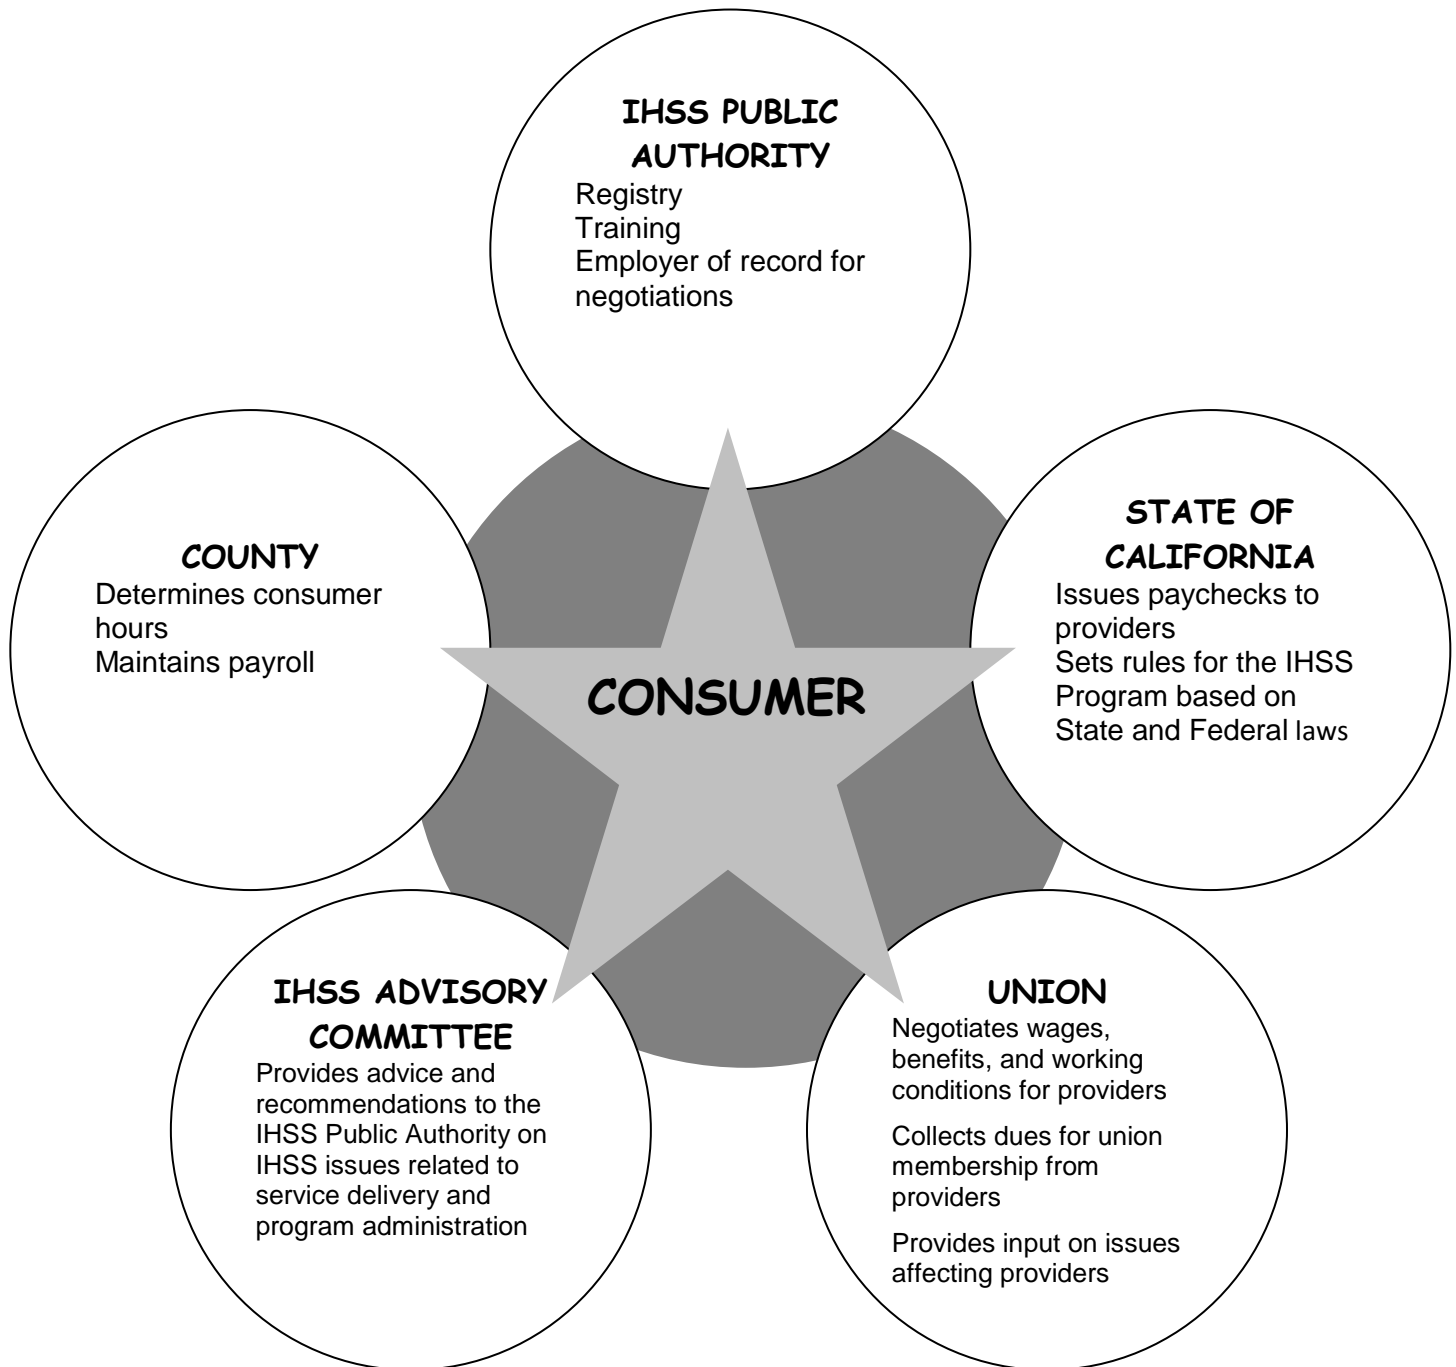 IHSS PUBLIC
AUTHORITY
Registry
Training
Employer of record for
negotiations
COUNTY
Determines consumer
hours
Maintains payroll
STATE OF
CALIFORNIA
Issues paychecks to
providers
Sets rules for the IHSS
Program based on
State and Federal laws
CONSUMER
IHSS ADVISORY
COMMITTEE
Provides advice and
recommendations to the
IHSS Public Authority on
IHSS issues related to
service delivery and
program administration
UNION
Negotiates wages,
benefits, and working
conditions for providers
Collects dues for union
membership from
providers
Provides input on issues
affecting providers